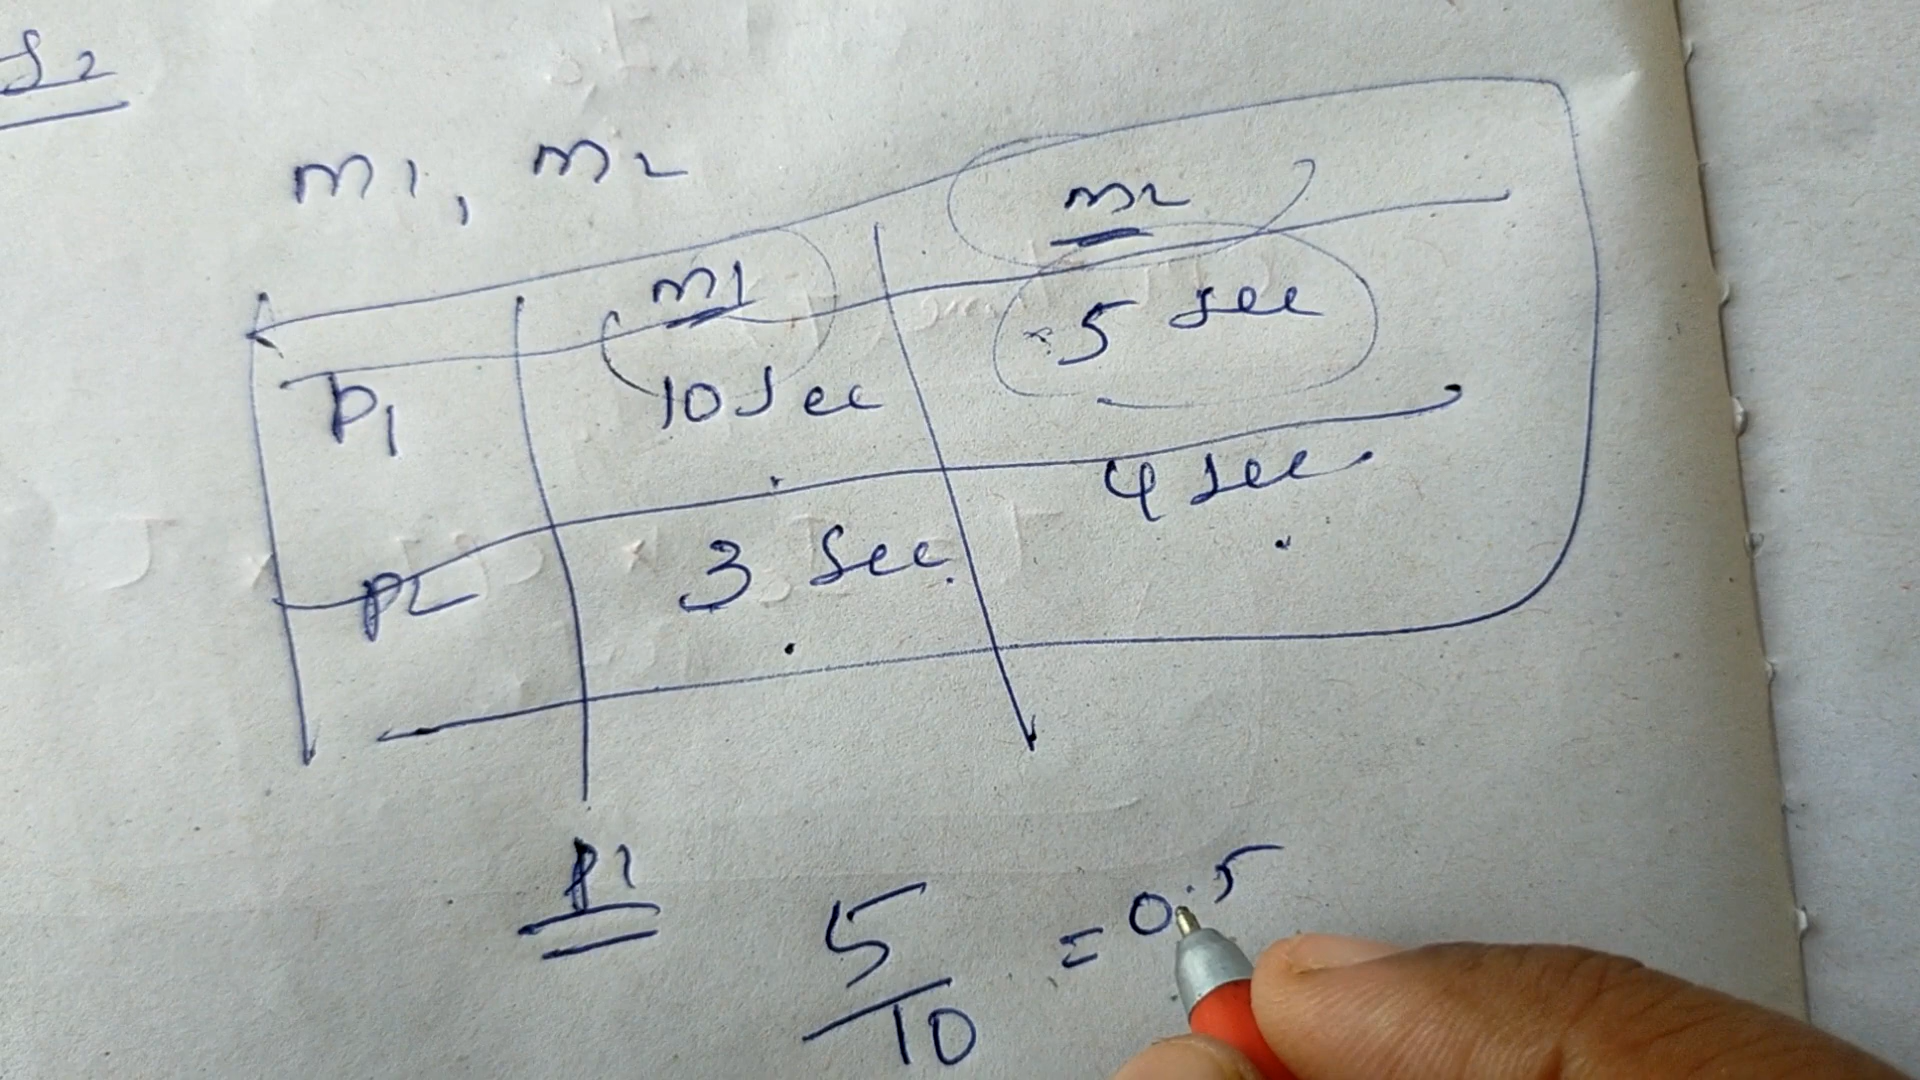 m1, m2
m1 m2
P1 10 Sec 5 Sec
P2 3 Sec. 4 Sec.
P1 5/10 = 0.5